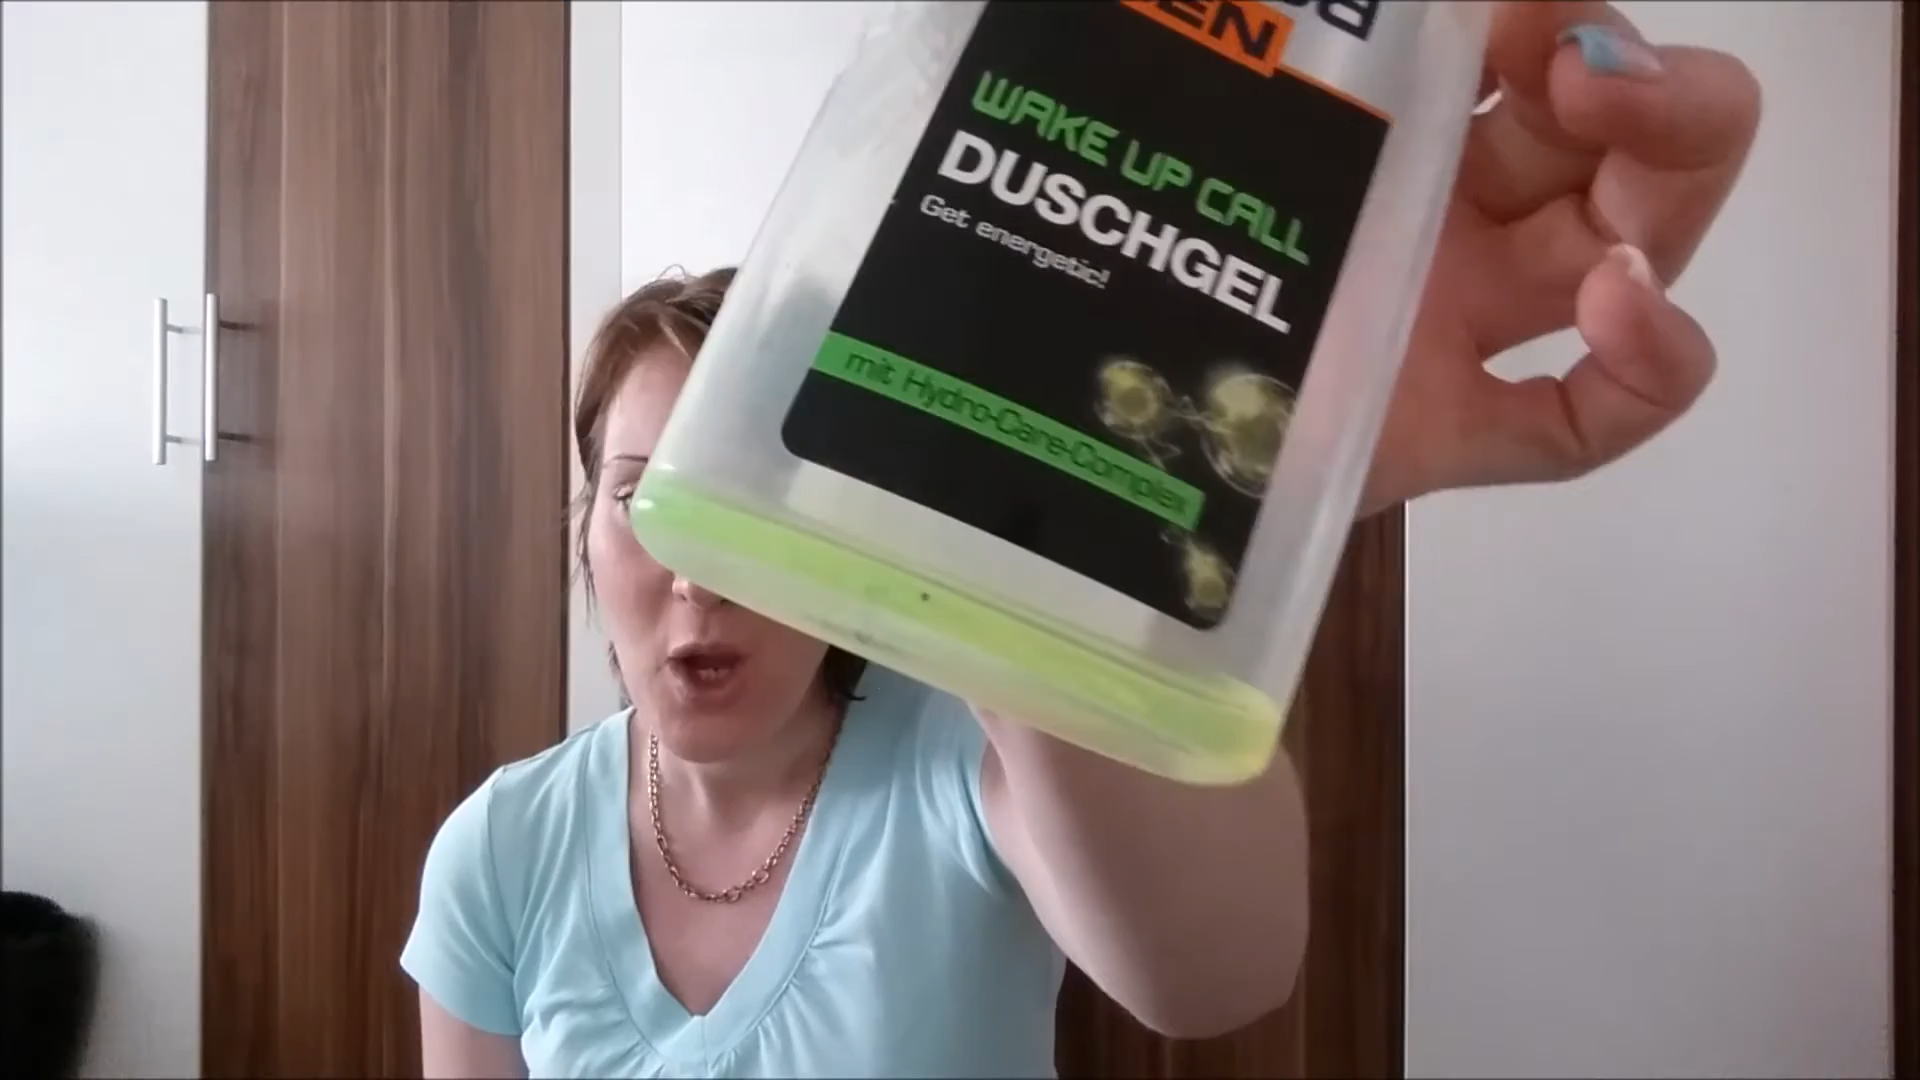 WAKE UP CALL
DUSCHGEL
Get energetic!
mit Hydro-Care-Complex